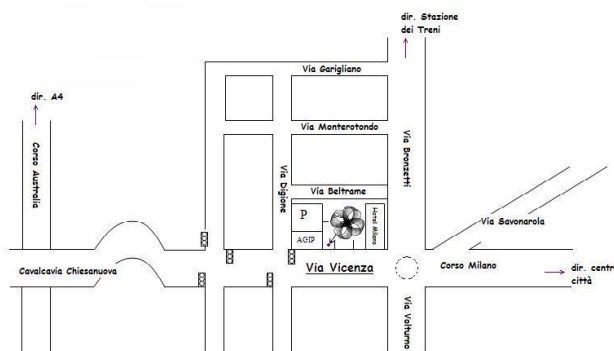 dir. Stazione
dei Treni
Via Garigliano
dir. A4
Via Monterotondo
Corso Australia
Via Bronzetti
Via Digione
Via Beltrame
P
Hotel Milano
Via Savonarola
AGIP
Cavalcavia Chiesanuova
Via Vicenza
Corso Milano
dir. centr
città
Via Volturno